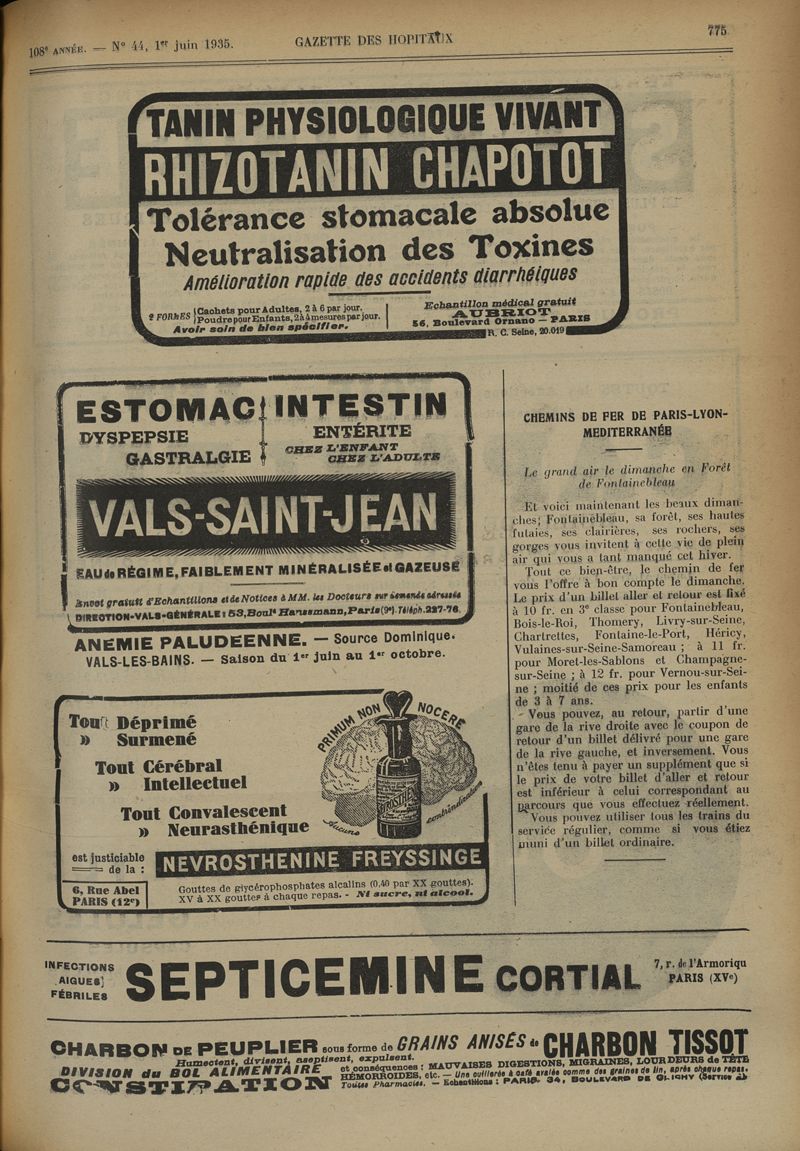 108e ANNÉE. — N° 44, 1er juin 1935.
GAZETTE DES HOPITAUX
775
TANIN PHYSIOLOGIQUE VIVANT
RHIZOTANIN CHAPOTOT
Tolérance stomacale absolue
Neutralisation des Toxines
Amélioration rapide des accidents diarrhéiques
2 FORMES
Cachets pour Adultes, 2 à 6 par jour.
Poudre pour Enfants, 2 à 4 mesures par jour.
Avoir soin de bien spécifier.
Echantillon médical gratuit
AUBRIOT
56, Boulevard Ornano — PARIS
R. C. Seine, 20.019
ESTOMAC INTESTIN
DYSPEPSIE
GASTRALGIE
ENTÉRITE
CHEZ L'ENFANT
CHEZ L'ADULTE
VALS-SAINT-JEAN
EAU de RÉGIME, FAIBLEMENT MINÉRALISÉE et GAZEUSE
Envoi gratuit d'Echantillons et de Notices à MM. les Docteurs sur demande adressée
DIRECTION-VALS-GÉNÉRALE : 53, Boult Haussmann, Paris (9e). Téléph. 227-76.
ANEMIE PALUDEENNE. — Source Dominique.
VALS-LES-BAINS. — Saison du 1er juin au 1er octobre.
Tout Déprimé
» Surmené
Tout Cérébral
» Intellectuel
Tout Convalescent
» Neurasthénique
PRIMUM NON NOCERE
Aucune contrindication
est justiciable
de la :
NEVROSTHENINE FREYSSINGE
6, Rue Abel
PARIS (12e)
Gouttes de glycérophosphates alcalins (0,40 par XX gouttes).
XV à XX gouttes à chaque repas. - Ni sucre, ni alcool.
CHEMINS DE FER DE PARIS-LYON-
MEDITERRANÉE
Le grand air le dimanche en Forêt
de Fontainebleau
Et voici maintenant les beaux diman-
ches; Fontainebleau, sa forêt, ses hautes
futaies, ses clairières, ses rochers, ses
gorges vous invitent à cette vie de plein
air qui vous a tant manqué cet hiver.
Tout ce bien-être, le chemin de fer
vous l'offre à bon compte le dimanche.
Le prix d'un billet aller et retour est fixé
à 10 fr. en 3e classe pour Fontainebleau,
Bois-le-Roi, Thomery, Livry-sur-Seine,
Chartrettes, Fontaine-le-Port, Héricy,
Vulaines-sur-Seine-Samoreau ; à 11 fr.
pour Moret-les-Sablons et Champagne-
sur-Seine ; à 12 fr. pour Vernou-sur-Sei-
ne ; moitié de ces prix pour les enfants
de 3 à 7 ans.
Vous pouvez, au retour, partir d'une
gare de la rive droite avec le coupon de
retour d'un billet délivré pour une gare
de la rive gauche, et inversement. Vous
n'êtes tenu à payer un supplément que si
le prix de votre billet d'aller et retour
est inférieur à celui correspondant au
parcours que vous effectuez réellement.
Vous pouvez utiliser tous les trains du
service régulier, comme si vous étiez
muni d'un billet ordinaire.
INFECTIONS
AIGUES
FÉBRILES
SEPTICEMINE CORTIAL
7, r. de l'Armoriqu
PARIS (XVe)
CHARBON DE PEUPLIER sous forme de GRAINS ANISÉS de CHARBON TISSOT
Humectent, divisent, aseptisent, expulsent.
DIVISION du BOL ALIMENTAIRE
CONSTIPATION
et conséquences : MAUVAISES DIGESTIONS, MIGRAINES, LOURDEURS de TÊTE
HÉMORROIDES, etc. — Une cuillerée à café avalée comme des graines de lin, après chaque repas.
Toutes Pharmacies. — Echantillons : PARIS, 34, BOULEVARD DE CLICHY (Service